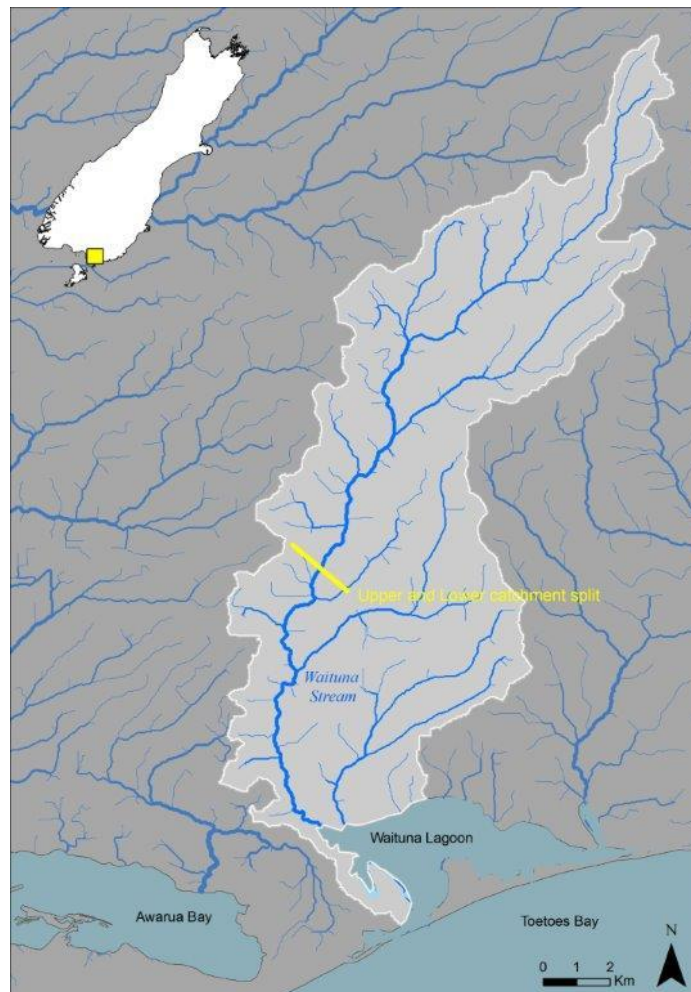 Upper and Lower catchment split
Waituna
Stream
Waituna Lagoon
Awarua Bay
Toetoes Bay
N
0 1 2
Km